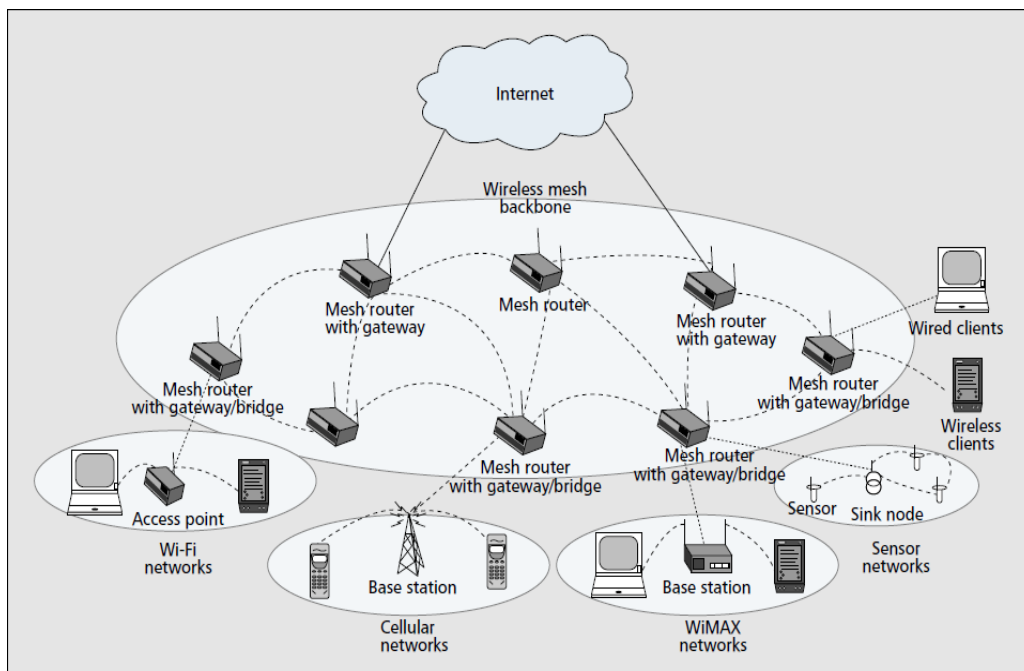 Internet
Wireless mesh
backbone
Mesh router
with gateway
Mesh router
Mesh router
with gateway
Wired clients
Mesh router
with gateway/bridge
Mesh router
with gateway/bridge
Wireless
clients
Mesh router
with gateway/bridge
Mesh router
with gateway/bridge
Access point
Wi-Fi
networks
Sensor
Sink node
Sensor
networks
Base station
Cellular
networks
Base station
WiMAX
networks